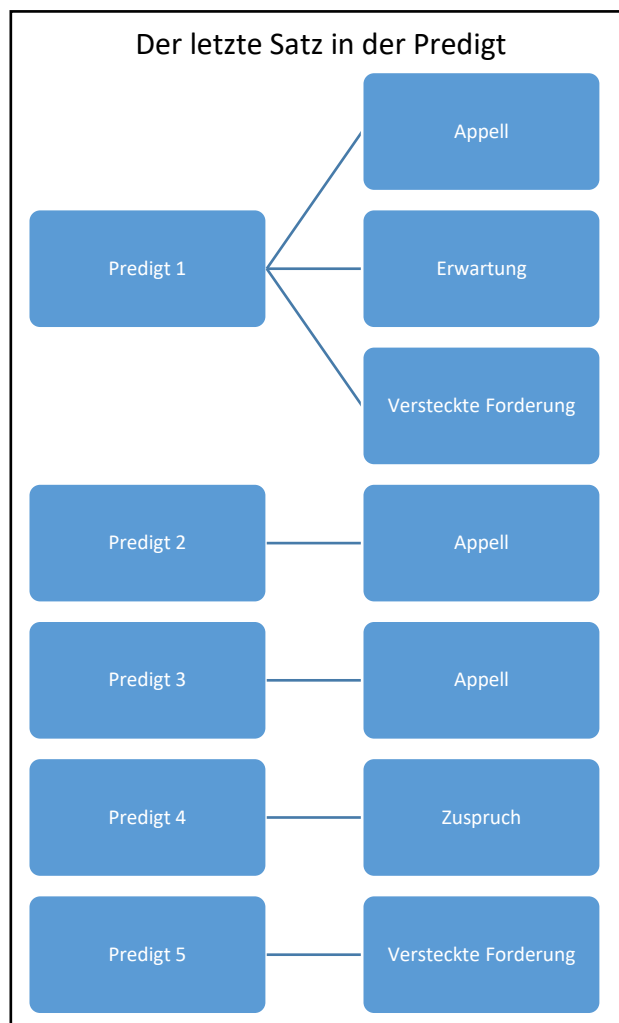 Der letzte Satz in der Predigt
Appell
Predigt 1
Erwartung
Versteckte Forderung
Predigt 2
Appell
Predigt 3
Appell
Predigt 4
Zuspruch
Predigt 5
Versteckte Forderung